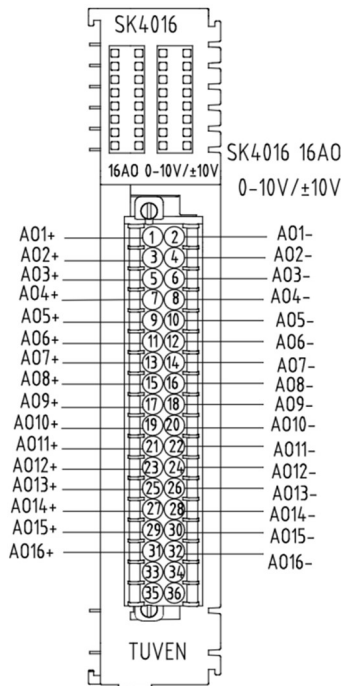 SK4016
16AO 0-10V/±10V
SK4016 16AO
0-10V/±10V
AO1+ 1 2 AO1-
AO2+ 3 4 AO2-
AO3+ 5 6 AO3-
AO4+ 7 8 AO4-
AO5+ 9 10 AO5-
AO6+ 11 12 AO6-
AO7+ 13 14 AO7-
AO8+ 15 16 AO8-
AO9+ 17 18 AO9-
AO10+ 19 20 AO10-
AO11+ 21 22 AO11-
AO12+ 23 24 AO12-
AO13+ 25 26 AO13-
AO14+ 27 28 AO14-
AO15+ 29 30 AO15-
AO16+ 31 32 AO16-
33 34
35 36
TUVEN